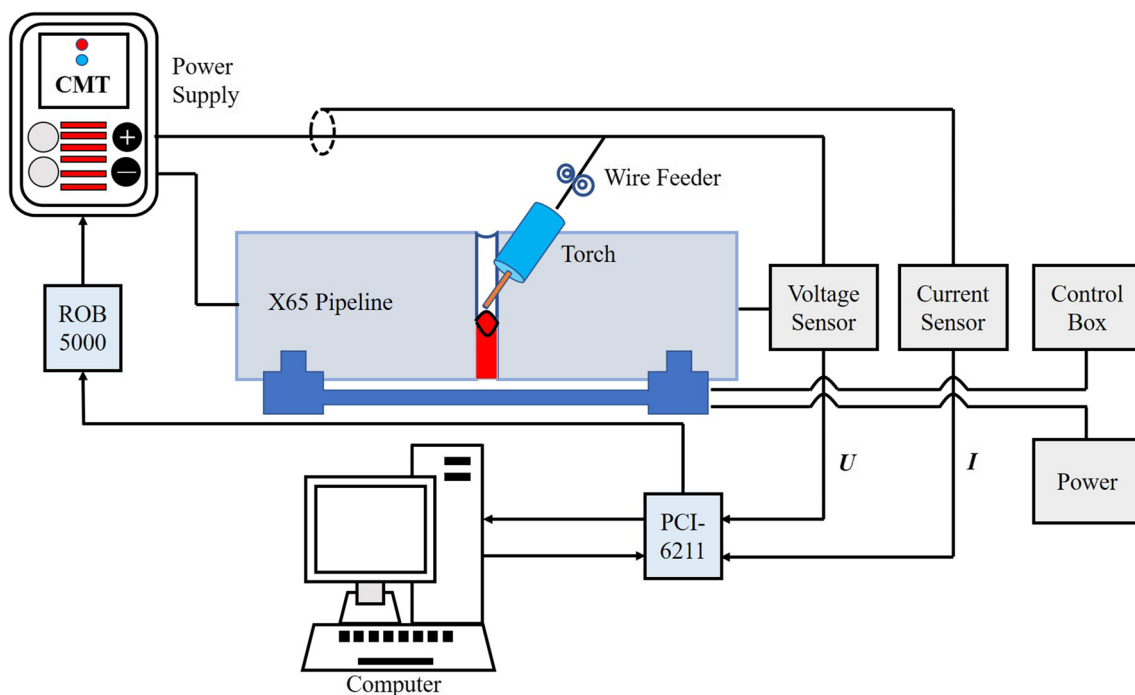 CMT
Power
Supply
+
−
Wire Feeder
Torch
X65 Pipeline
ROB
5000
Voltage
Sensor
Current
Sensor
Control
Box
U
I
Power
PCI-
6211
Computer